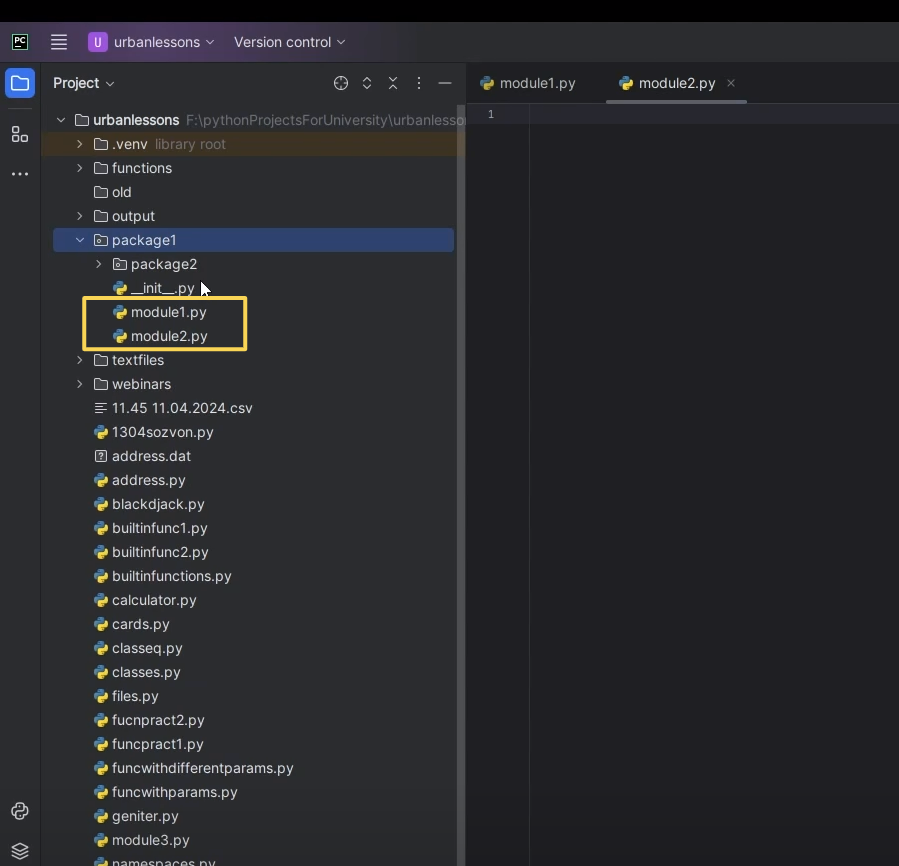 PC
U urbanlessons Version control
Project
module1.py module2.py
urbanlessons F:\pythonProjectsForUniversity\urbanlesso
1
.venv library root
functions
old
output
package1
package2
__init__.py
module1.py
module2.py
textfiles
webinars
11.45 11.04.2024.csv
1304sozvon.py
address.dat
address.py
blackdjack.py
builtinfunc1.py
builtinfunc2.py
builtinfunctions.py
calculator.py
cards.py
classeq.py
classes.py
files.py
fucnpract2.py
funcpract1.py
funcwithdifferentparams.py
funcwithparams.py
geniter.py
module3.py
namespaces.py